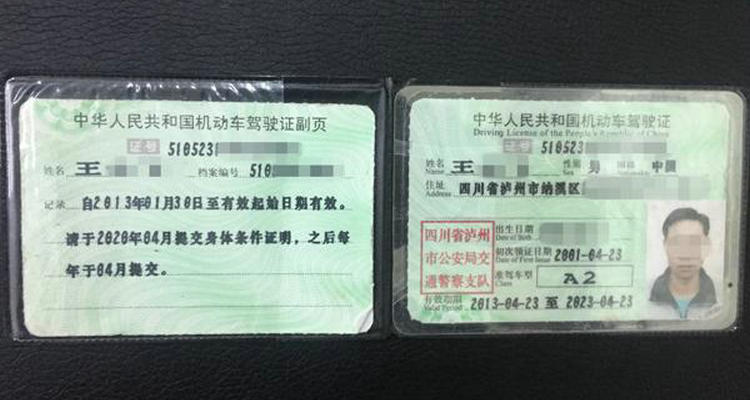 中华人民共和国机动车驾驶证副页
证号 510523
姓名 王
档案编号 510
记录 自2013年01月30日至有效起始日期有效。
请于2020年04月提交身体条件证明，之后每
年于04月提交。
中华人民共和国机动车驾驶证
Driving License of the People's Republic of China
证号 510523
姓名 王 性别 男 国籍 中国
Name Nationality
住址 四川省泸州市纳溪区
Address
四川省泸州
市公安局交
通警察支队
出生日期
Date of Birth
初次领证日期 2001-04-23
Date of First Issue
准驾车型 A2
Class
有效期限 2013-04-23 至 2023-04-23
Valid Period